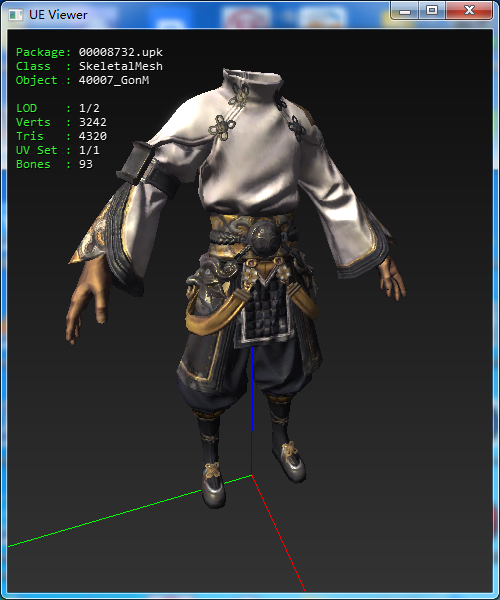 UE Viewer
Package: 00008732.upk
Class : SkeletalMesh
Object : 40007_GonM
LOD : 1/2
Verts : 3242
Tris : 4320
UV Set : 1/1
Bones : 93